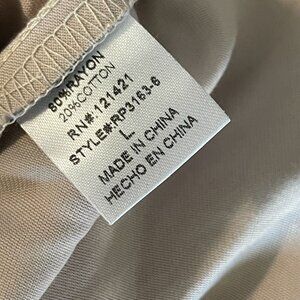 80%RAYON
20%COTTON
RN#:121421
STYLE#:RP3163-6
L
MADE IN CHINA
HECHO EN CHINA